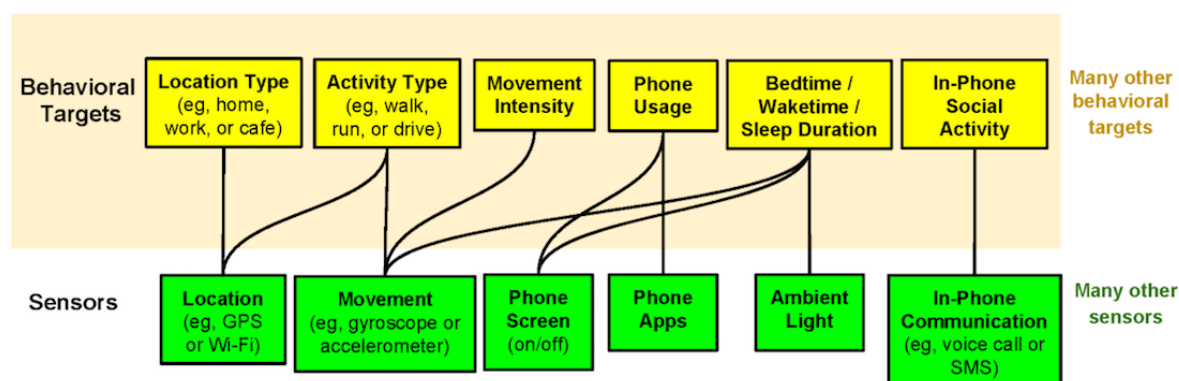 Behavioral
Targets
Location Type
(eg, home,
work, or cafe)
Activity Type
(eg, walk,
run, or drive)
Movement
Intensity
Phone
Usage
Bedtime /
Waketime /
Sleep Duration
In-Phone
Social
Activity
Many other
behavioral
targets
Sensors
Location
(eg, GPS
or Wi-Fi)
Movement
(eg, gyroscope or
accelerometer)
Phone
Screen
(on/off)
Phone
Apps
Ambient
Light
In-Phone
Communication
(eg, voice call or
SMS)
Many other
sensors